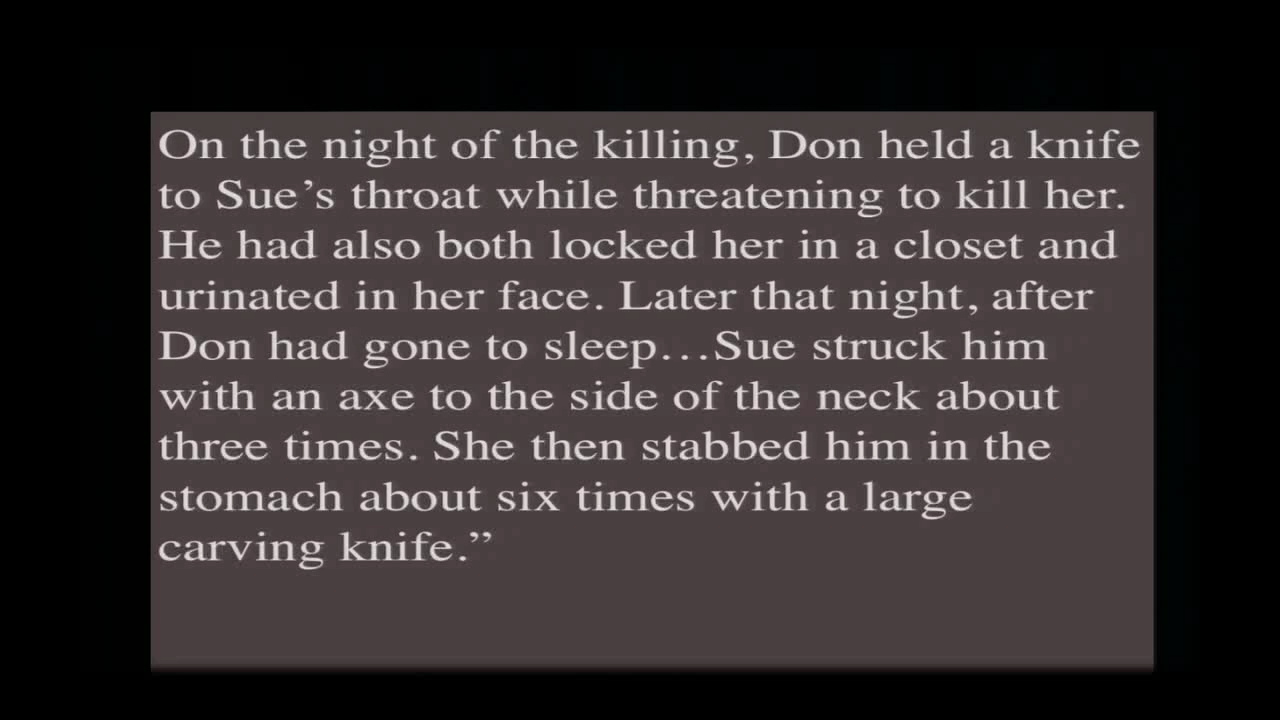 On the night of the killing, Don held a knife
to Sue’s throat while threatening to kill her.
He had also both locked her in a closet and
urinated in her face. Later that night, after
Don had gone to sleep…Sue struck him
with an axe to the side of the neck about
three times. She then stabbed him in the
stomach about six times with a large
carving knife.”